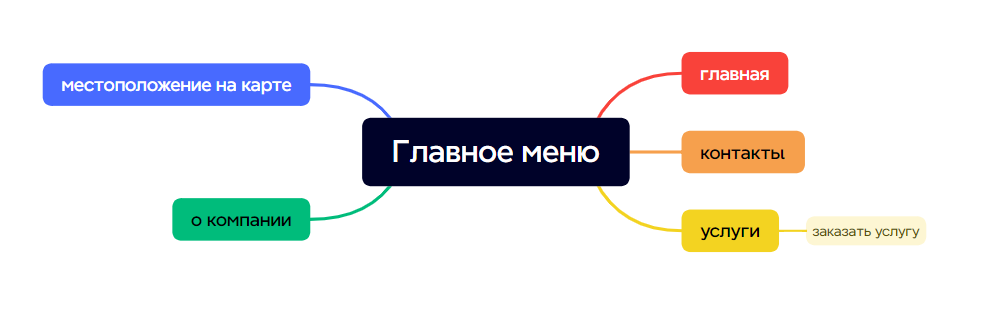 местоположение на карте
о компании
Главное меню
главная
контакты
услуги
заказать услугу